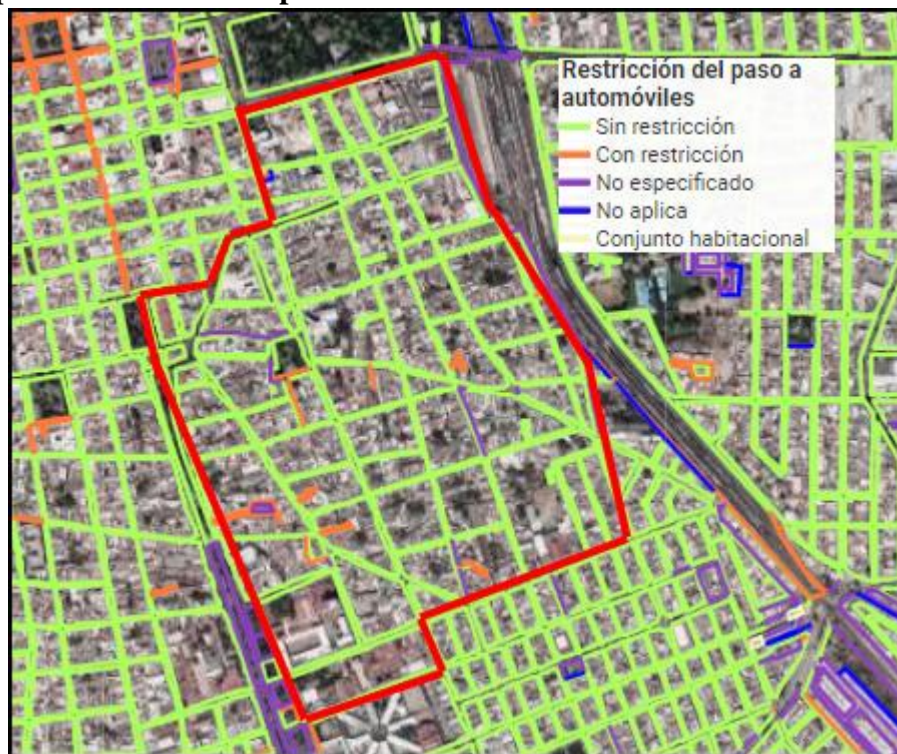 Restricción del paso a
automóviles
Sin restricción
Con restricción
No especificado
No aplica
Conjunto habitacional